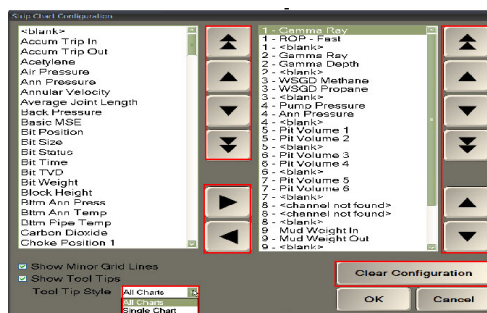 Strip Chart Configuration
<blank>
Accum Trip In
Accum Trip Out
Acetylene
Air Pressure
Ann Pressure
Annular Velocity
Average Joint Length
Back Pressure
Basic MSE
Bit Position
Bit Size
Bit Status
Bit Time
Bit TVD
Bit Weight
Block Height
Bttm Ann Press
Bttm Ann Temp
Bttm Pipe Temp
Carbon Dioxide
Choke Position 1
1 - Gamma Ray
1 - ROP - Fast
1 - <blank>
2 - Gamma Ray
2 - Gamma Depth
2 - <blank>
3 - WSGD Methane
3 - WSGD Propane
3 - <blank>
4 - Pump Pressure
4 - Ann Pressure
4 - <blank>
5 - Pit Volume 1
5 - Pit Volume 2
5 - <blank>
6 - Pit Volume 3
6 - Pit Volume 4
6 - <blank>
7 - Pit Volume 5
7 - Pit Volume 6
7 - <blank>
8 - <channel not found>
8 - <channel not found>
8 - <blank>
9 - Mud Weight In
9 - Mud Weight Out
9 - <blank>
Show Minor Grid Lines
Show Tool Tips
Tool Tip Style All Charts
All Charts
Single Chart
Clear Configuration
OK Cancel